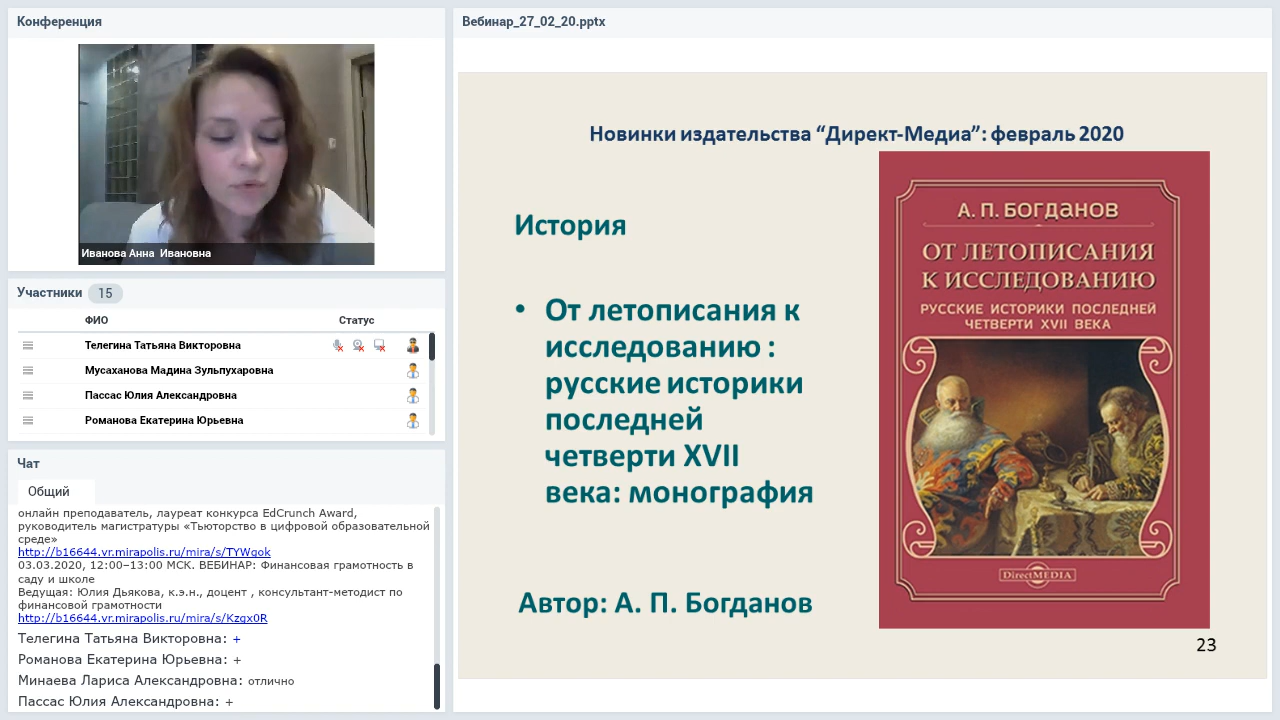 Конференция
Иванова Анна  Ивановна
Участники 15
ФИО Статус
Телегина Татьяна Викторовна
Мусаханова Мадина Зульпухаровна
Пассас Юлия Александровна
Романова Екатерина Юрьевна
Чат
Общий
онлайн преподаватель, лауреат конкурса EdCrunch Award,
руководитель магистратуры «Тьюторство в цифровой образовательной
среде»
http://b16644.vr.mirapolis.ru/mira/s/TYWgok
03.03.2020, 12:00–13:00 МСК. ВЕБИНАР: Финансовая грамотность в
саду и школе
Ведущая: Юлия Дьякова, к.э.н., доцент , консультант-методист по
финансовой грамотности
http://b16644.vr.mirapolis.ru/mira/s/Kzgx0R
Телегина Татьяна Викторовна: +
Романова Екатерина Юрьевна: +
Минаева Лариса Александровна: отлично
Пассас Юлия Александровна: +
Вебинар_27_02_20.pptx
Новинки издательства “Директ-Медиа”: февраль 2020
История
• От летописания к
исследованию :
русские историки
последней
четверти XVII
века: монография
Автор: А. П. Богданов
А. П. БОГДАНОВ
ОТ ЛЕТОПИСАНИЯ
К ИССЛЕДОВАНИЮ
РУССКИЕ ИСТОРИКИ ПОСЛЕДНЕЙ
ЧЕТВЕРТИ XVII ВЕКА
DirectMEDIA
23